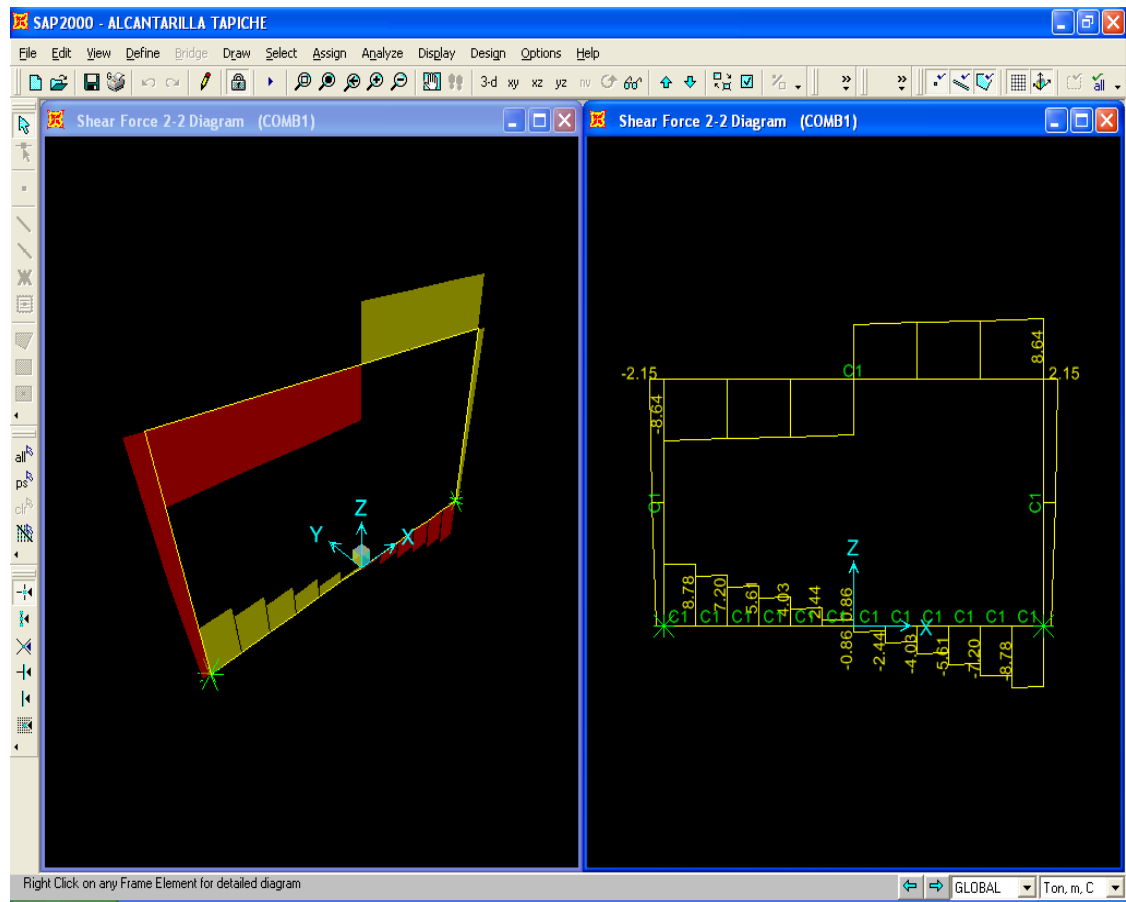 SAP2000 - ALCANTARILLA TAPICHE
File Edit View Define Bridge Draw Select Assign Analyze Display Design Options Help
3-d xy xz yz nv
all
ps
clr
all
Shear Force 2-2 Diagram (COMB1)
Z
Y
X
Shear Force 2-2 Diagram (COMB1)
8.64
-2.15
C1
2.15
-8.64
C1
C1
Z
8.78
7.20
5.61
4.03
2.44
0.86
C1 C1 C1 C1 C1 C1 C1 C1 C1 C1 C1 C1
X
-0.86
-2.44
-4.03
-5.61
-7.20
-8.78
Right Click on any Frame Element for detailed diagram
GLOBAL
Ton, m, C